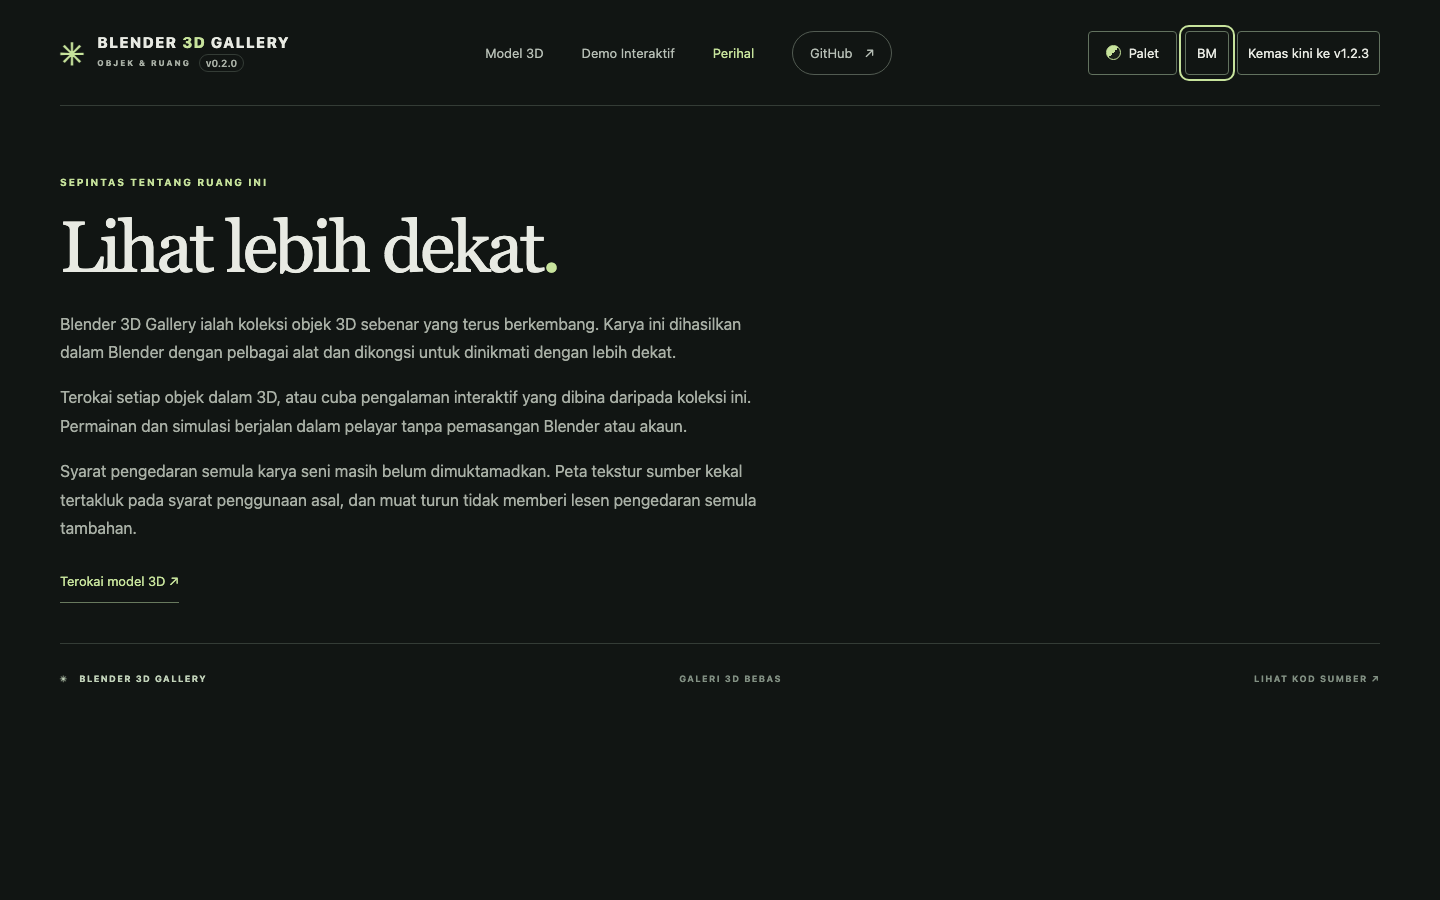 BLENDER 3D GALLERY
OBJEK & RUANG v0.2.0
Model 3D
Demo Interaktif
Perihal
GitHub ↗
Palet
BM
Kemas kini ke v1.2.3
SEPINTAS TENTANG RUANG INI
Lihat lebih dekat.
Blender 3D Gallery ialah koleksi objek 3D sebenar yang terus berkembang. Karya ini dihasilkan
dalam Blender dengan pelbagai alat dan dikongsi untuk dinikmati dengan lebih dekat.
Terokai setiap objek dalam 3D, atau cuba pengalaman interaktif yang dibina daripada koleksi ini.
Permainan dan simulasi berjalan dalam pelayar tanpa pemasangan Blender atau akaun.
Syarat pengedaran semula karya seni masih belum dimuktamadkan. Peta tekstur sumber kekal
tertakluk pada syarat penggunaan asal, dan muat turun tidak memberi lesen pengedaran semula
tambahan.
Terokai model 3D ↗
BLENDER 3D GALLERY
GALERI 3D BEBAS
LIHAT KOD SUMBER ↗